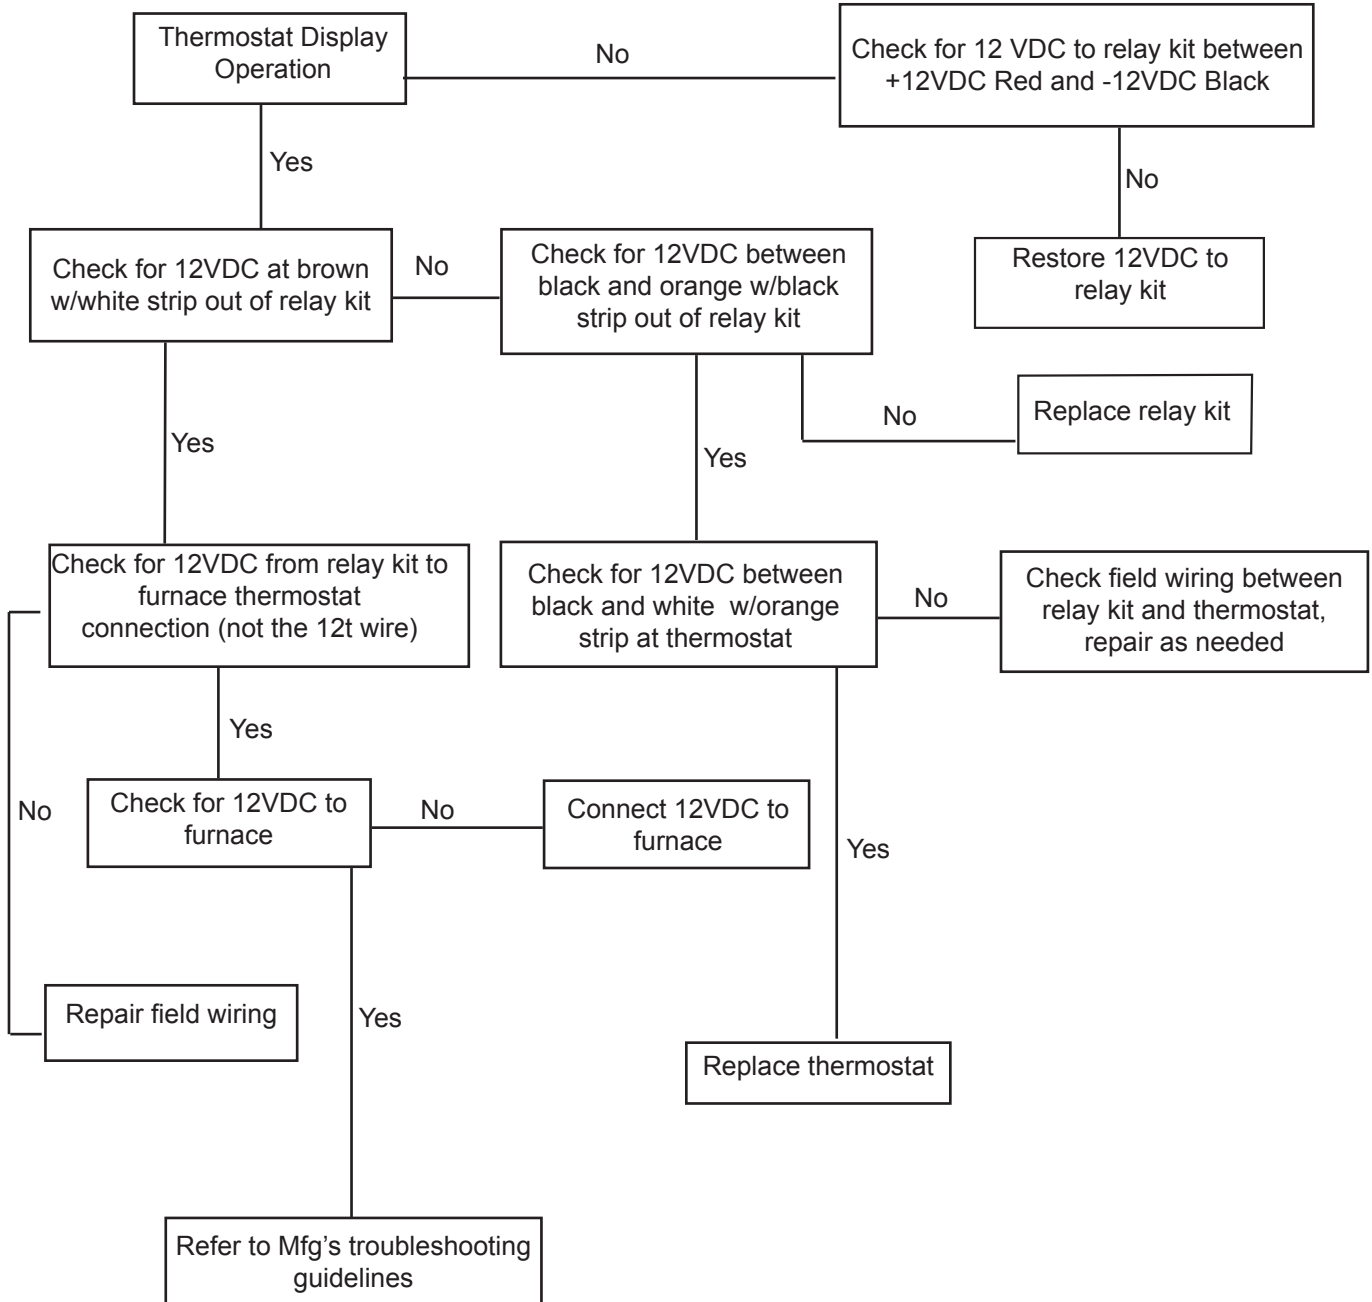 Thermostat Display
Operation
No
Check for 12 VDC to relay kit between
+12VDC Red and -12VDC Black
Yes
No
Check for 12VDC at brown
w/white strip out of relay kit
No
Check for 12VDC between
black and orange w/black
strip out of relay kit
Restore 12VDC to
relay kit
Yes
Yes
No
Replace relay kit
Check for 12VDC from relay kit to
furnace thermostat
connection (not the 12t wire)
Check for 12VDC between
black and white  w/orange
strip at thermostat
No
Check field wiring between
relay kit and thermostat,
repair as needed
Yes
No
Check for 12VDC to
furnace
No
Connect 12VDC to
furnace
Yes
Repair field wiring
Yes
Replace thermostat
Refer to Mfg's troubleshooting
guidelines